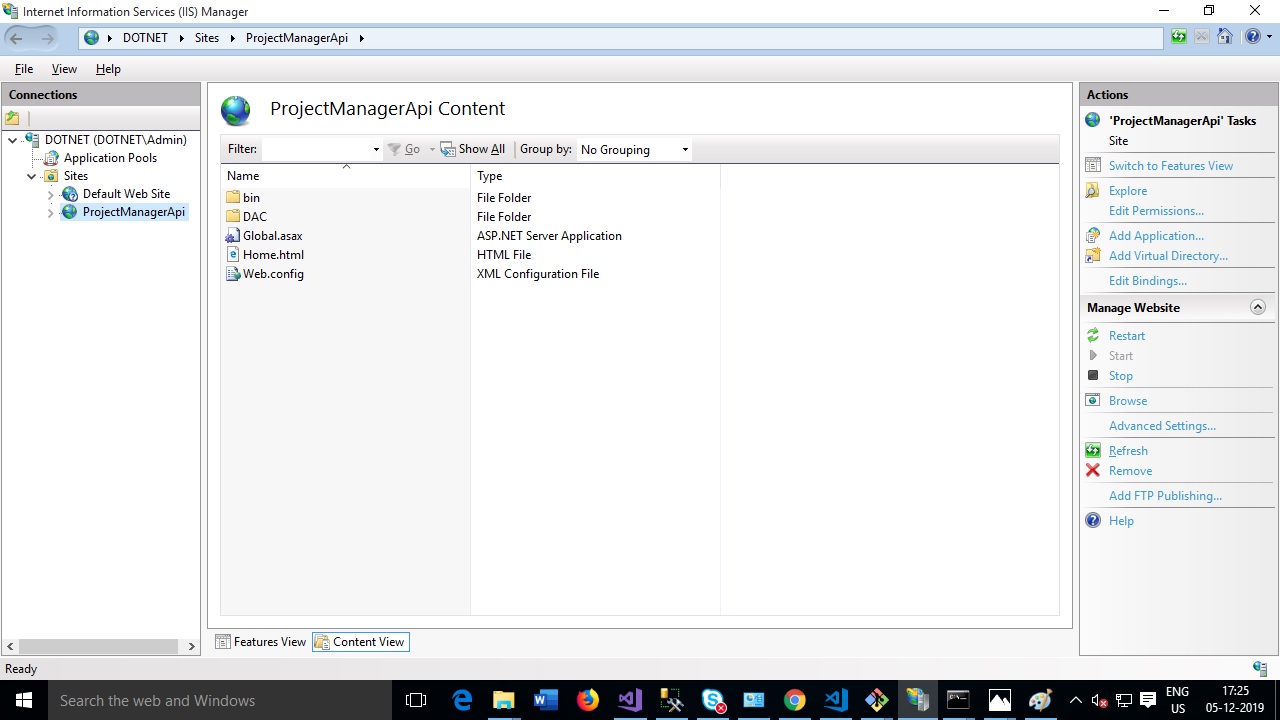 Internet Information Services (IIS) Manager
DOTNET Sites ProjectManagerApi
File View Help
Connections
DOTNET (DOTNET\Admin)
Application Pools
Sites
Default Web Site
ProjectManagerApi
ProjectManagerApi Content
Filter: Go Show All Group by: No Grouping
Name Type
bin File Folder
DAC File Folder
Global.asax ASP.NET Server Application
Home.html HTML File
Web.config XML Configuration File
Features View Content View
Actions
'ProjectManagerApi' Tasks
Site
Switch to Features View
Explore
Edit Permissions...
Add Application...
Add Virtual Directory...
Edit Bindings...
Manage Website
Restart
Start
Stop
Browse
Advanced Settings...
Refresh
Remove
Add FTP Publishing...
Help
Ready
Search the web and Windows
ENG 17:25
US 05-12-2019